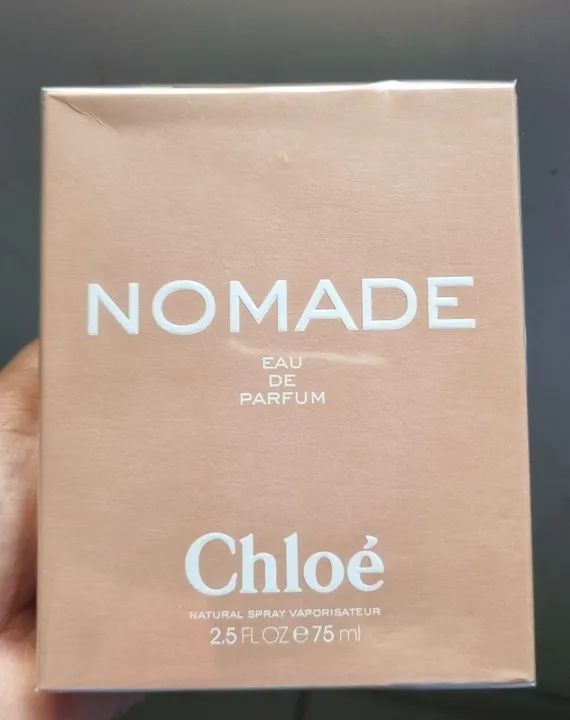 NOMADE
EAU
DE
PARFUM
Chloé
NATURAL SPRAY VAPORISATEUR
2.5 FL OZ ℮ 75 ml